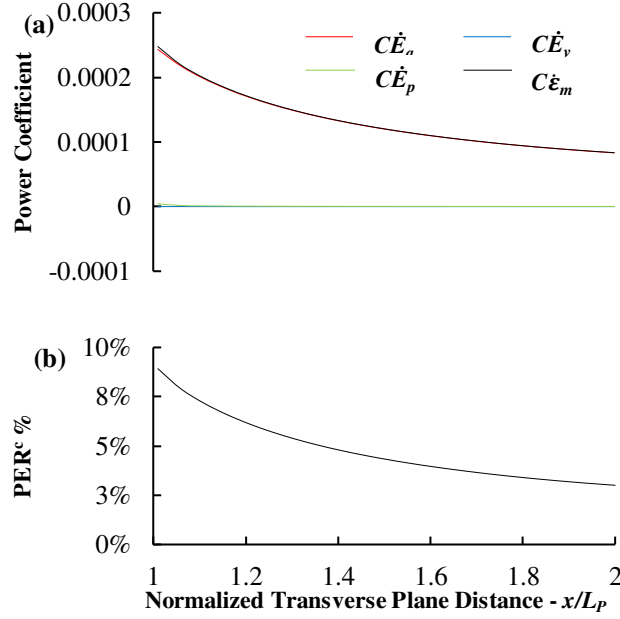 (a)
0.0003
0.0002
0.0001
0
-0.0001
Power Coefficient
CĖₐ
CĖᵥ
CĖₚ
Cε̇ₘ
(b)
10%
8%
5%
3%
0%
PERᶜ %
1 1.2 1.4 1.6 1.8 2
Normalized Transverse Plane Distance - x/L_P